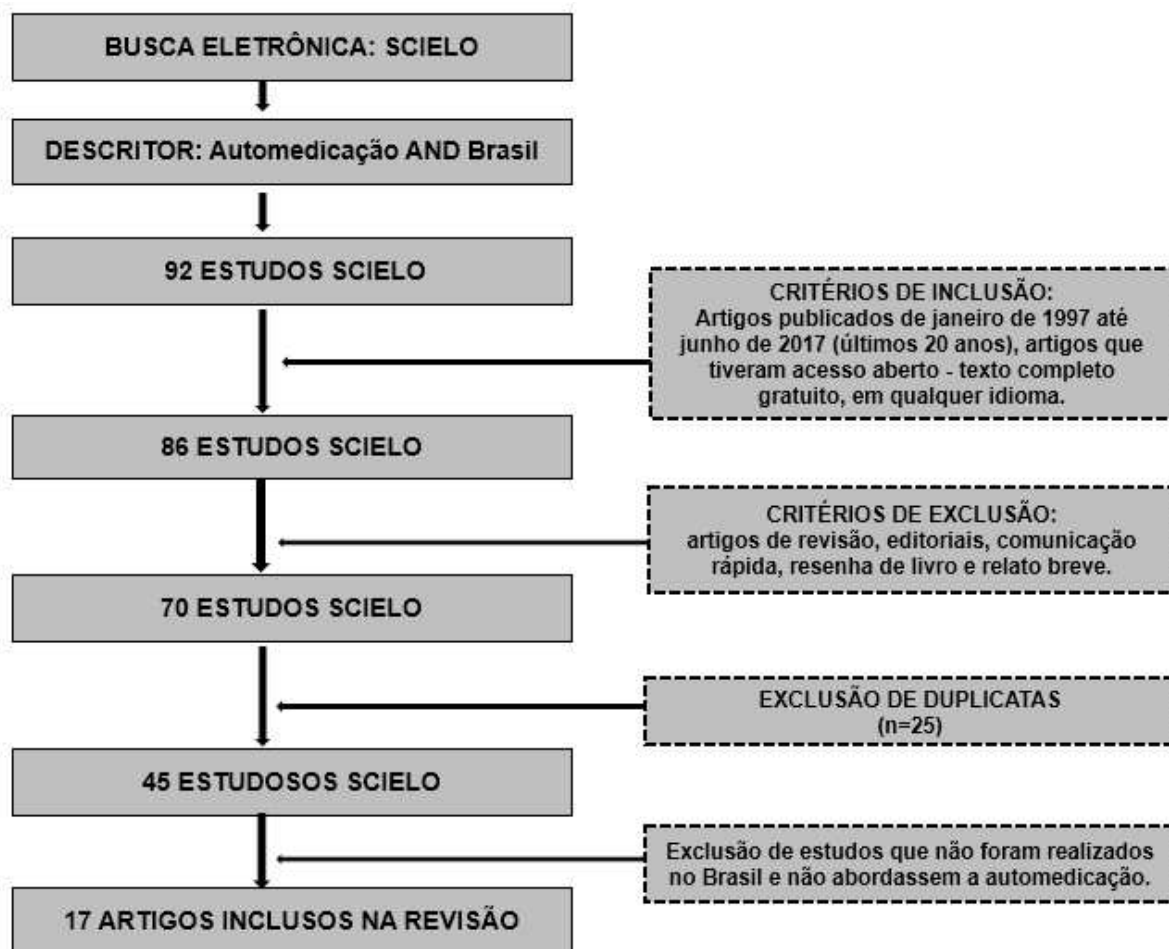 BUSCA ELETRÔNICA: SCIELO
DESCRITOR: Automedicação AND Brasil
92 ESTUDOS SCIELO
CRITÉRIOS DE INCLUSÃO:
Artigos publicados de janeiro de 1997 até
junho de 2017 (últimos 20 anos), artigos que
tiveram acesso aberto - texto completo
gratuito, em qualquer idioma.
86 ESTUDOS SCIELO
CRITÉRIOS DE EXCLUSÃO:
artigos de revisão, editoriais, comunicação
rápida, resenha de livro e relato breve.
70 ESTUDOS SCIELO
EXCLUSÃO DE DUPLICATAS
(n=25)
45 ESTUDOSOS SCIELO
Exclusão de estudos que não foram realizados
no Brasil e não abordassem a automedicação.
17 ARTIGOS INCLUSOS NA REVISÃO